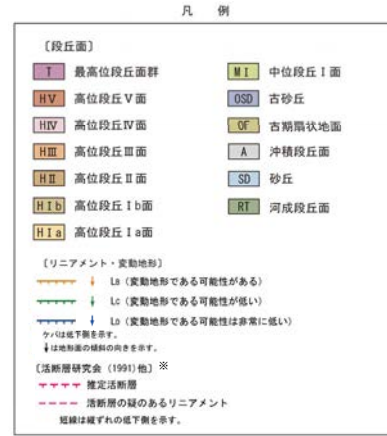 凡 例
〔段丘面〕
T 最高位段丘面群
HⅤ 高位段丘Ⅴ面
HⅣ 高位段丘Ⅳ面
HⅢ 高位段丘Ⅲ面
HⅡ 高位段丘Ⅱ面
HⅠb 高位段丘Ⅰb面
HⅠa 高位段丘Ⅰa面
MⅠ 中位段丘Ⅰ面
OSD 古砂丘
OF 古期扇状地面
A 沖積段丘面
SD 砂丘
RT 河成段丘面
〔リニアメント・変動地形〕
LB (変動地形である可能性がある)
LC (変動地形である可能性が低い)
LD (変動地形である可能性は非常に低い)
ケバは低下側を示す。
↓は地形面の傾斜の向きを示す。
〔活断層研究会 (1991)他〕 ※
推定活断層
活断層の疑のあるリニアメント
短線は縦ずれの低下側を示す。